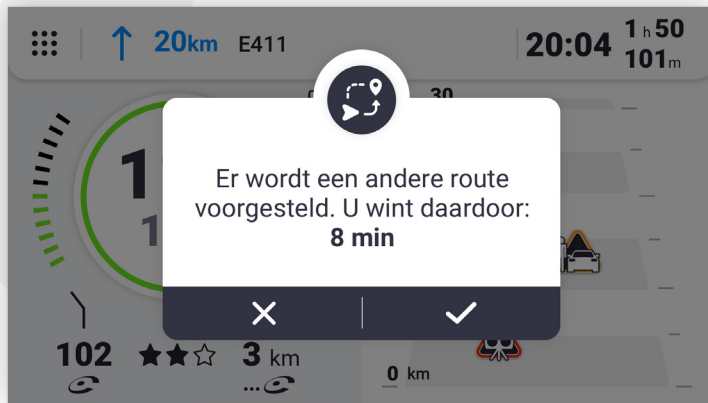 20km E411
20:04
1 h 50
101m
30
Er wordt een andere route
voorgesteld. U wint daardoor:
8 min
102
3 km
0 km